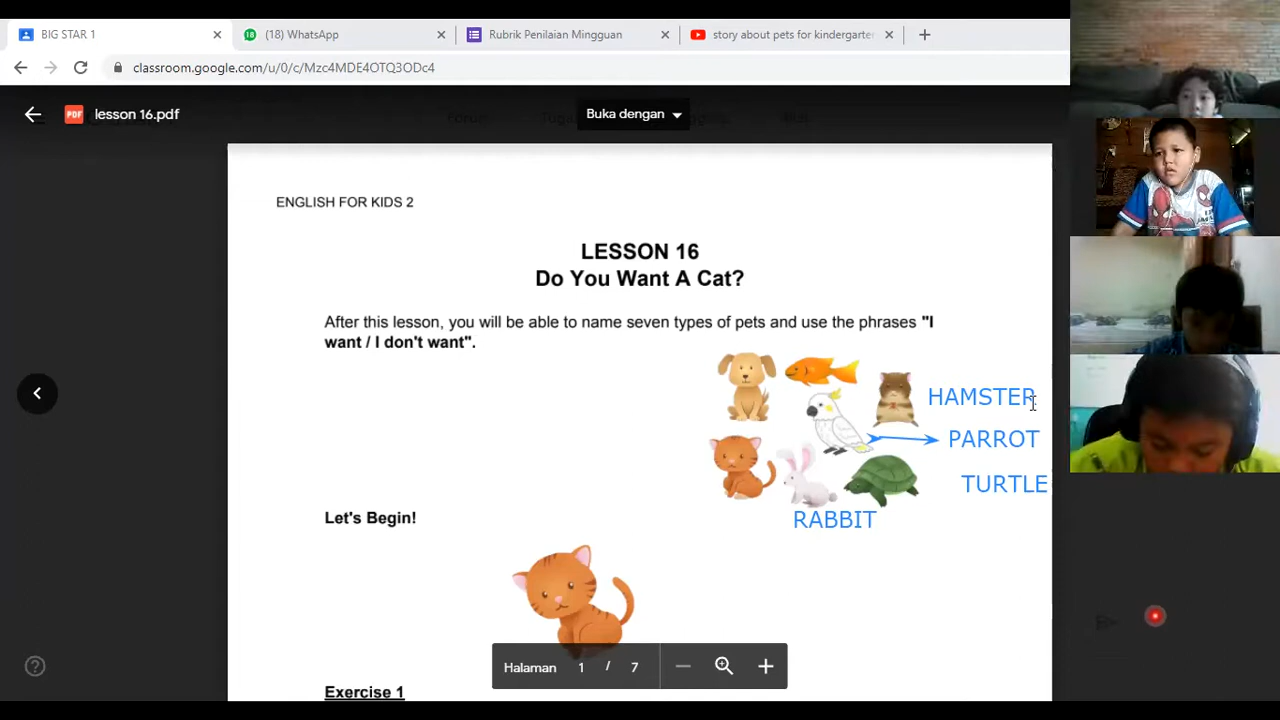 BIG STAR 1
(18) WhatsApp
Rubrik Penilaian Mingguan
story about pets for kindergarten
classroom.google.com/u/0/c/Mzc4MDE4OTQ3ODc4
PDF lesson 16.pdf
Buka dengan
ENGLISH FOR KIDS 2
LESSON 16
Do You Want A Cat?
After this lesson, you will be able to name seven types of pets and use the phrases "I
want / I don't want".
HAMSTER
PARROT
TURTLE
RABBIT
Let's Begin!
Halaman 1 / 7
Exercise 1